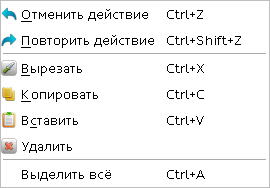 Отменить действие Ctrl+Z
Повторить действие Ctrl+Shift+Z
Вырезать Ctrl+X
Копировать Ctrl+C
Вставить Ctrl+V
Удалить
Выделить всё Ctrl+A